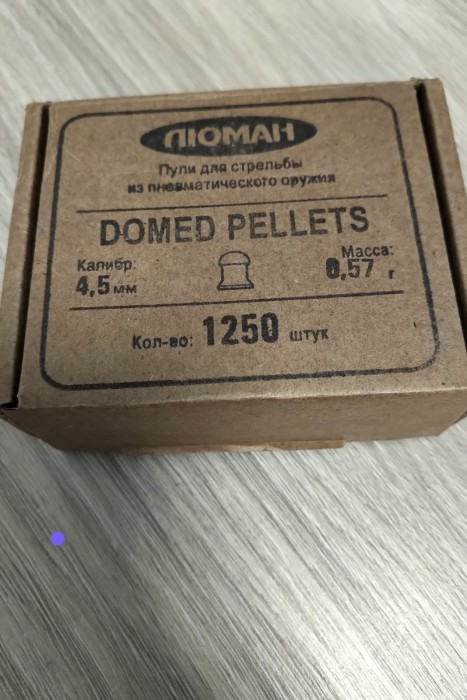 ЛЮМАН
Пули для стрельбы
из пневматического оружия
DOMED PELLETS
Калибр:
4,5 мм
Масса:
0,57 г
Кол-во: 1250 штук